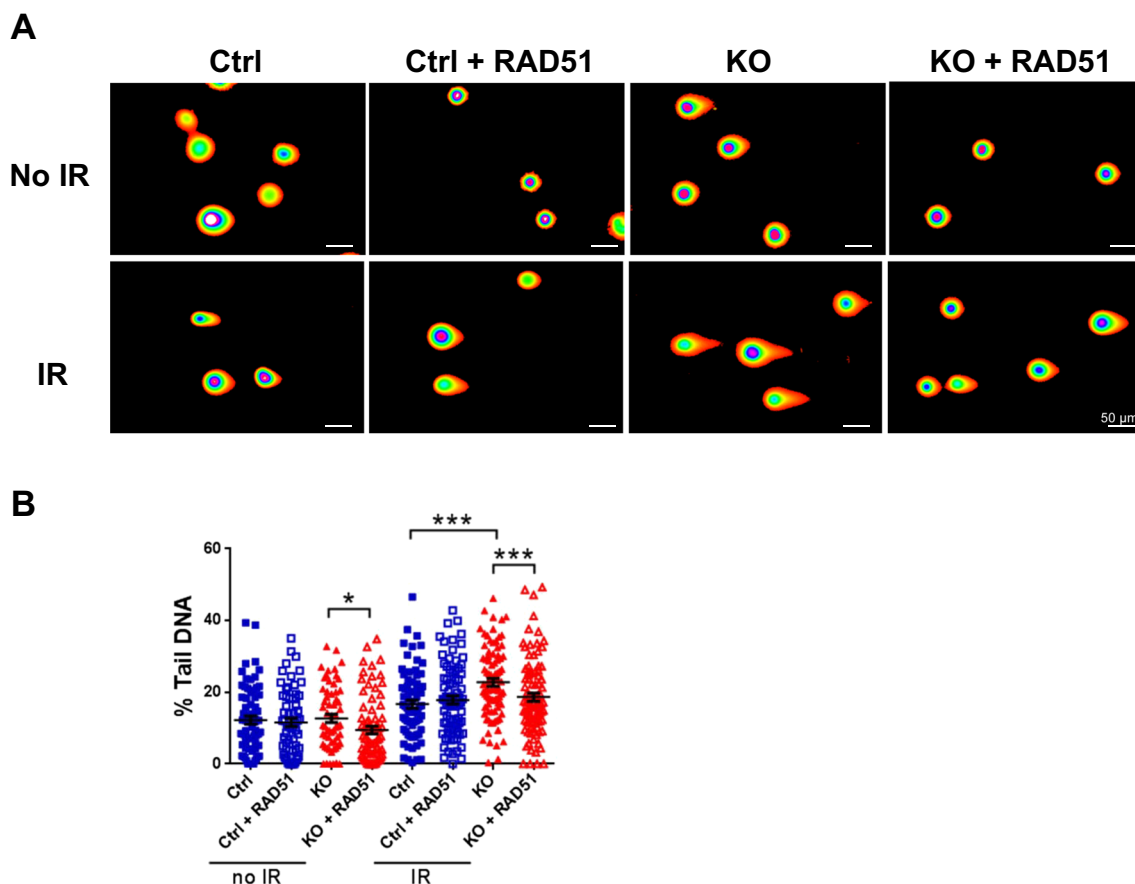 A
Ctrl
Ctrl + RAD51
KO
KO + RAD51
No IR
IR
50 µm
B
% Tail DNA
60
40
20
0
*
***
***
Ctrl
Ctrl + RAD51
KO
KO + RAD51
Ctrl
Ctrl + RAD51
KO
KO + RAD51
no IR
IR